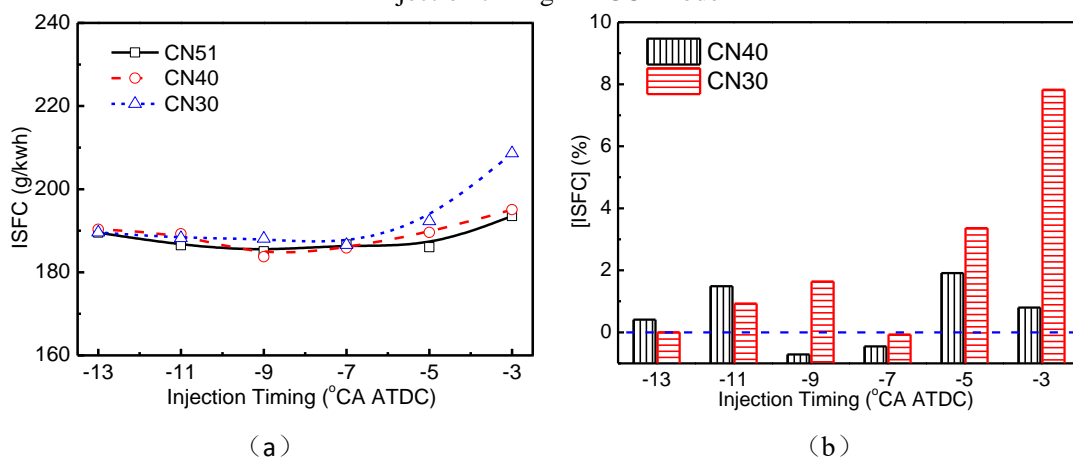 CN51
CN40
CN30
240
220
200
180
160
ISFC (g/kwh)
-13 -11 -9 -7 -5 -3
Injection Timing (°CA ATDC)
(a)
CN40
CN30
10
8
6
4
2
0
[ISFC] (%)
-13 -11 -9 -7 -5 -3
Injection Timing (°CA ATDC)
(b)